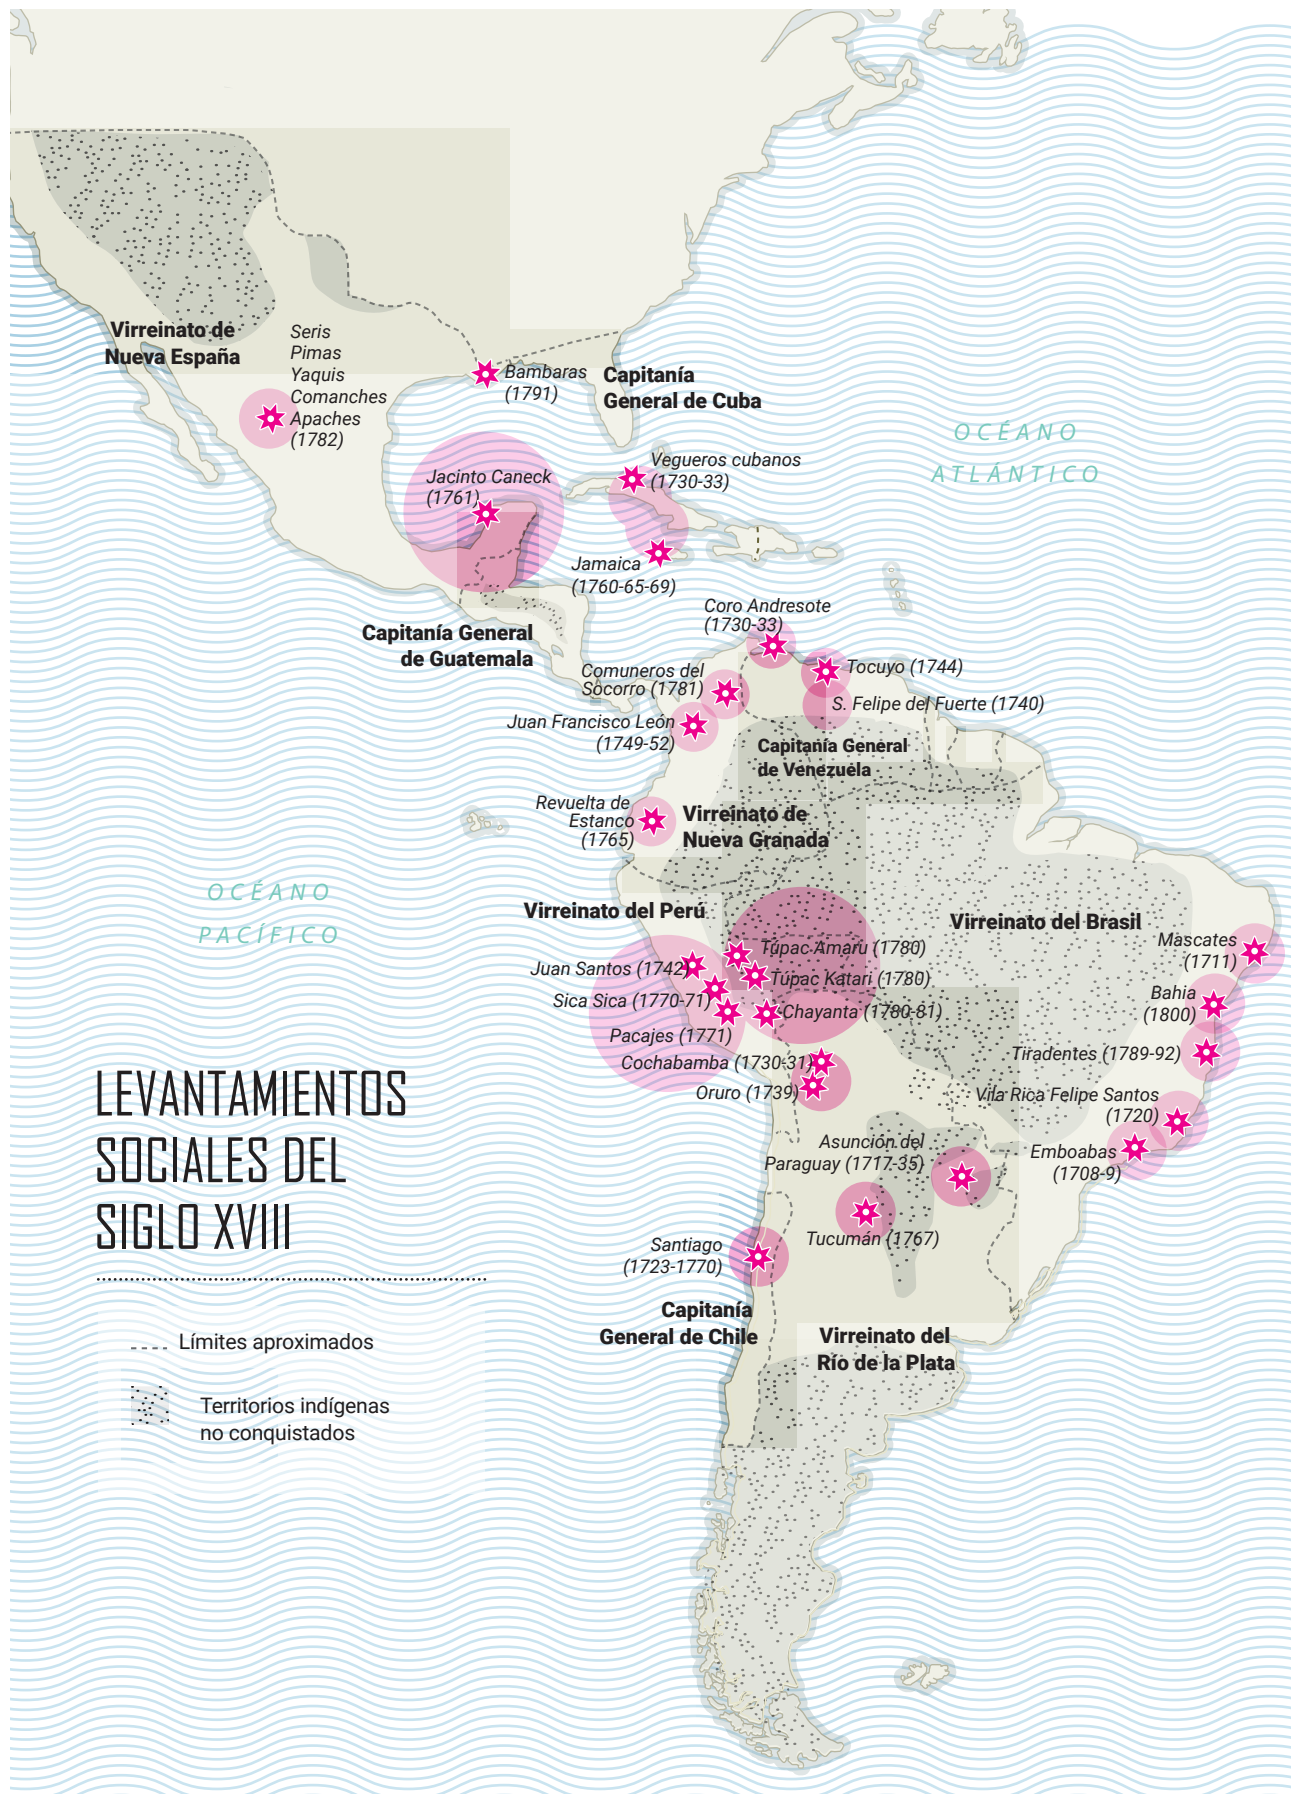 Virreinato de
Nueva España
Seris
Pimas
Yaquis
Comanches
Apaches
(1782)
Bambaras
(1791)
Capitanía
General de Cuba
OCÉANO
ATLÁNTICO
Jacinto Caneck
(1761)
Vegueros cubanos
(1730-33)
Jamaica
(1760-65-69)
Capitanía General
de Guatemala
Coro Andresote
(1730-33)
Comuneros del
Socorro (1781)
Tocuyo (1744)
S. Felipe del Fuerte (1740)
Juan Francisco León
(1749-52)
Capitanía General
de Venezuela
Revuelta de
Estanco
(1765)
Virreinato de
Nueva Granada
OCÉANO
PACÍFICO
Virreinato del Perú
Virreinato del Brasil
Túpac Amaru (1780)
Juan Santos (1742)
Túpac Katari (1780)
Sica Sica (1770-71)
Chayanta (1780-81)
Pacajes (1771)
Cochabamba (1730-31)
Oruro (1739)
Mascates
(1711)
Bahia
(1800)
Tiradentes (1789-92)
Vila Rica Felipe Santos
(1720)
Emboabas
(1708-9)
Asunción del
Paraguay (1717-35)
Tucumán (1767)
Santiago
(1723-1770)
Capitanía
General de Chile
Virreinato del
Río de la Plata
LEVANTAMIENTOS
SOCIALES DEL
SIGLO XVIII
Límites aproximados
Territorios indígenas
no conquistados